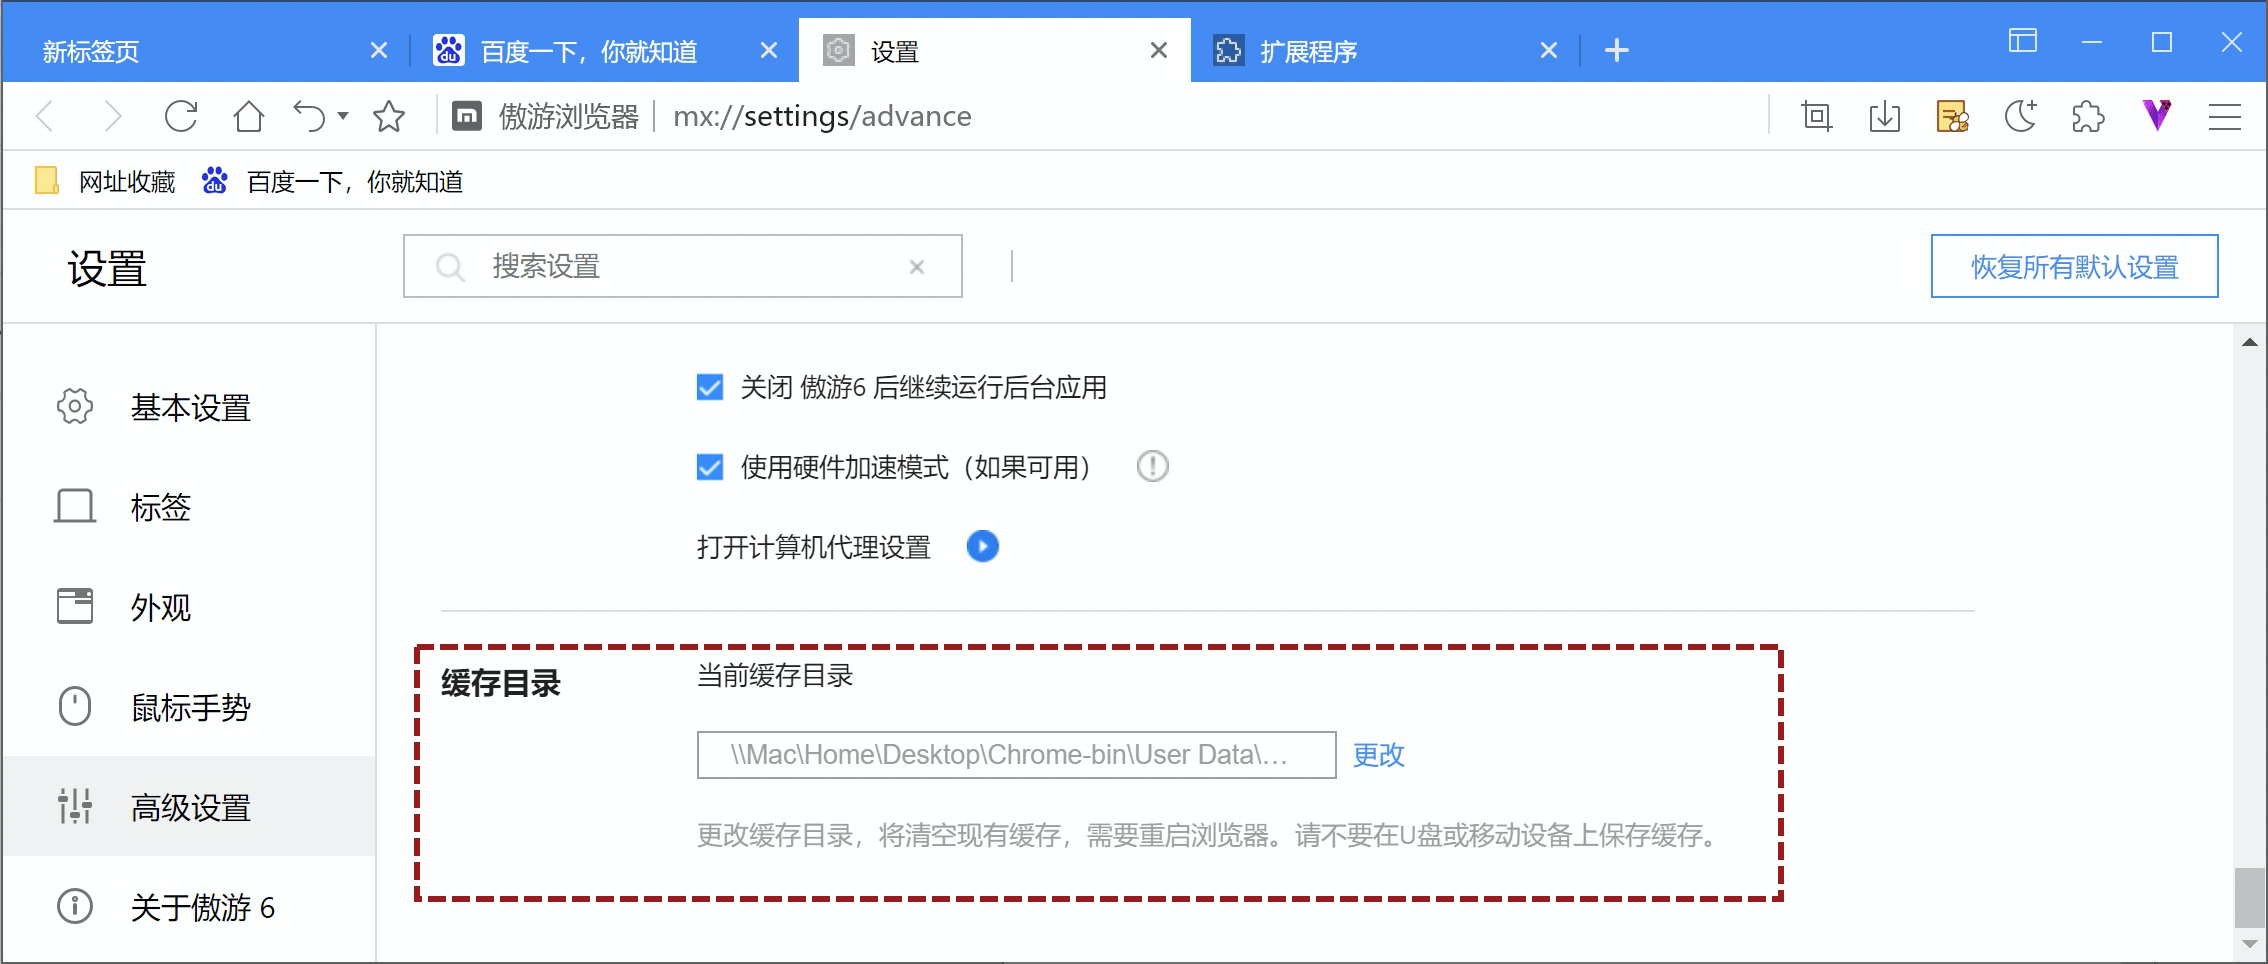 新标签页
百度一下，你就知道
设置
扩展程序
傲游浏览器
mx://settings/advance
网址收藏
百度一下，你就知道
设置
搜索设置
恢复所有默认设置
基本设置
标签
外观
鼠标手势
高级设置
关于傲游 6
关闭 傲游6 后继续运行后台应用
使用硬件加速模式（如果可用）
打开计算机代理设置
缓存目录
当前缓存目录
\\Mac\Home\Desktop\Chrome-bin\User Data\...
更改
更改缓存目录，将清空现有缓存，需要重启浏览器。请不要在U盘或移动设备上保存缓存。